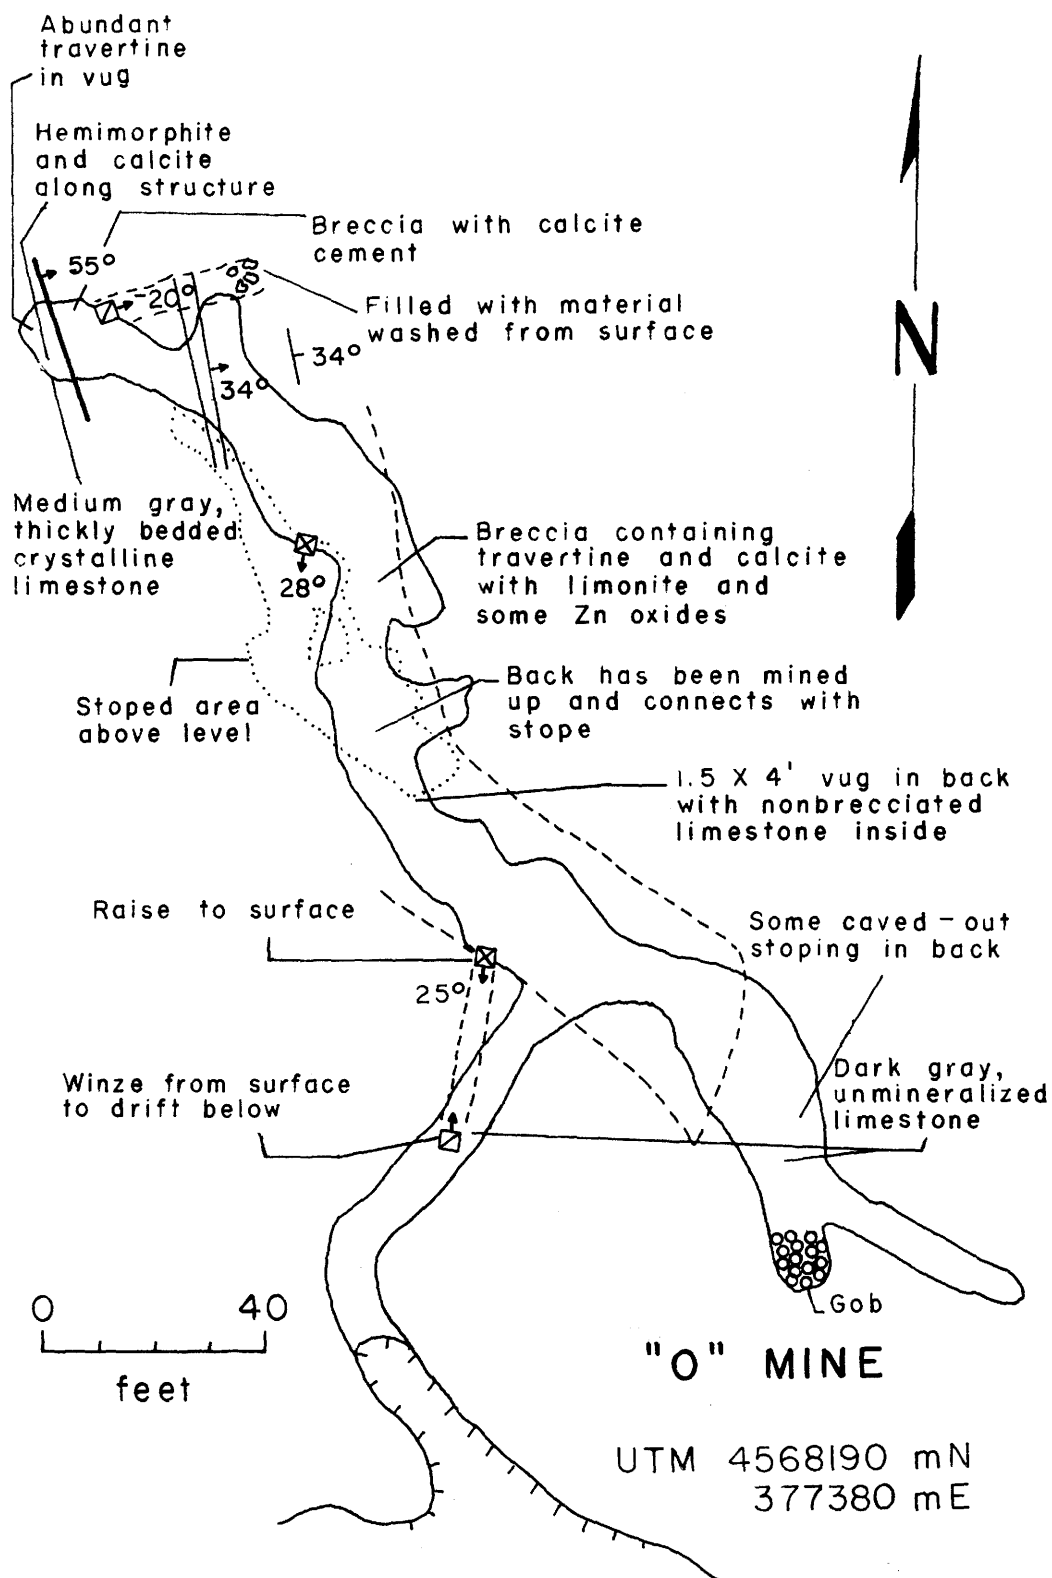 Abundant
travertine
in vug
Hemimorphite
and calcite
along structure
Breccia with calcite
cement
55°
20°
Filled with material
washed from surface
34°
34°
N
Medium gray,
thickly bedded
crystalline
limestone
Breccia containing
travertine and calcite
with limonite and
some Zn oxides
28°
Back has been mined
up and connects with
stope
Stoped area
above level
1.5 X 4' vug in back
with nonbrecciated
limestone inside
Raise to surface
Some caved-out
stoping in back
25°
Winze from surface
to drift below
Dark gray,
unmineralized
limestone
Gob
0 40
feet
"O" MINE
UTM 4568190 mN
377380 mE